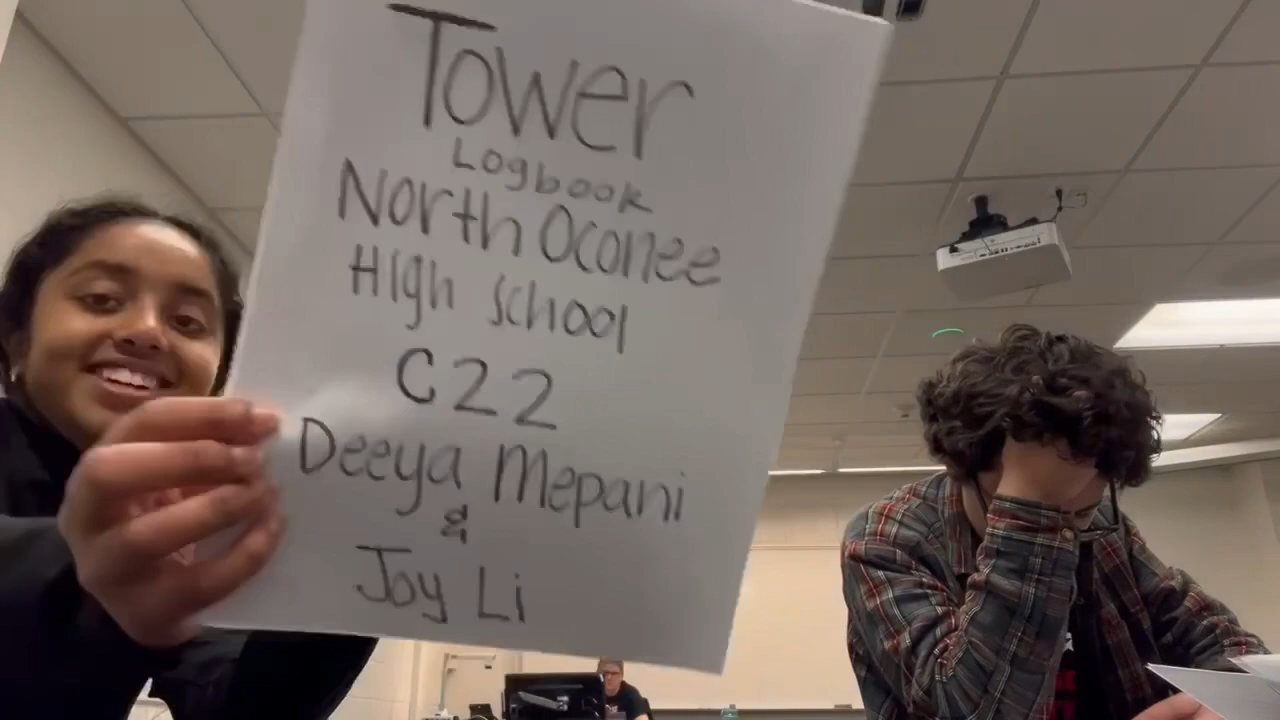 Tower
Logbook
North Oconee
High School
C22
Deeya Mepani
&
Joy Li